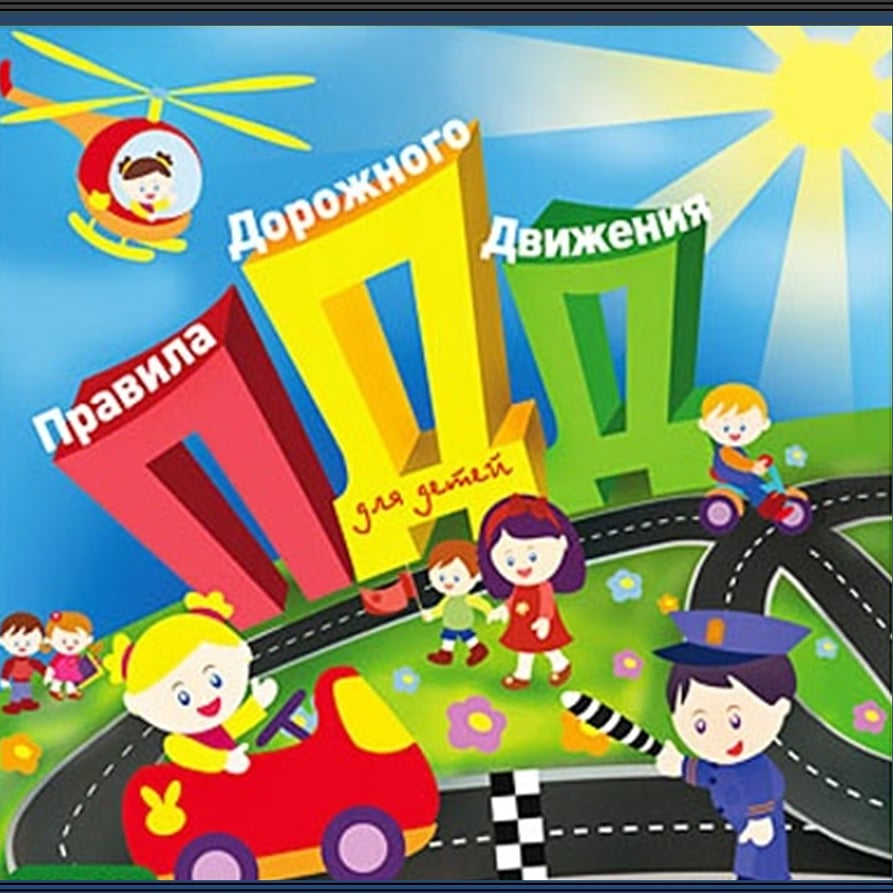 Правила
Дорожного
Движения
ПДД
для детей